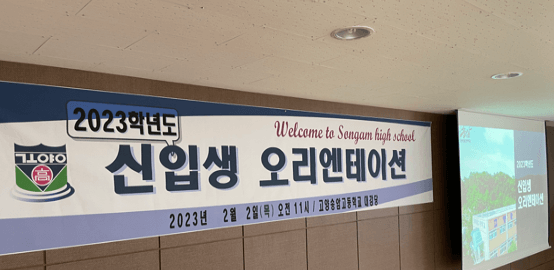 2023학년도
Welcome to Songam high school.
신입생 오리엔테이션
高
2023년 2월 2일(목) 오전 11시 / 고창송암고등학교 대강당
2023학년도
신입생
오리엔테이션